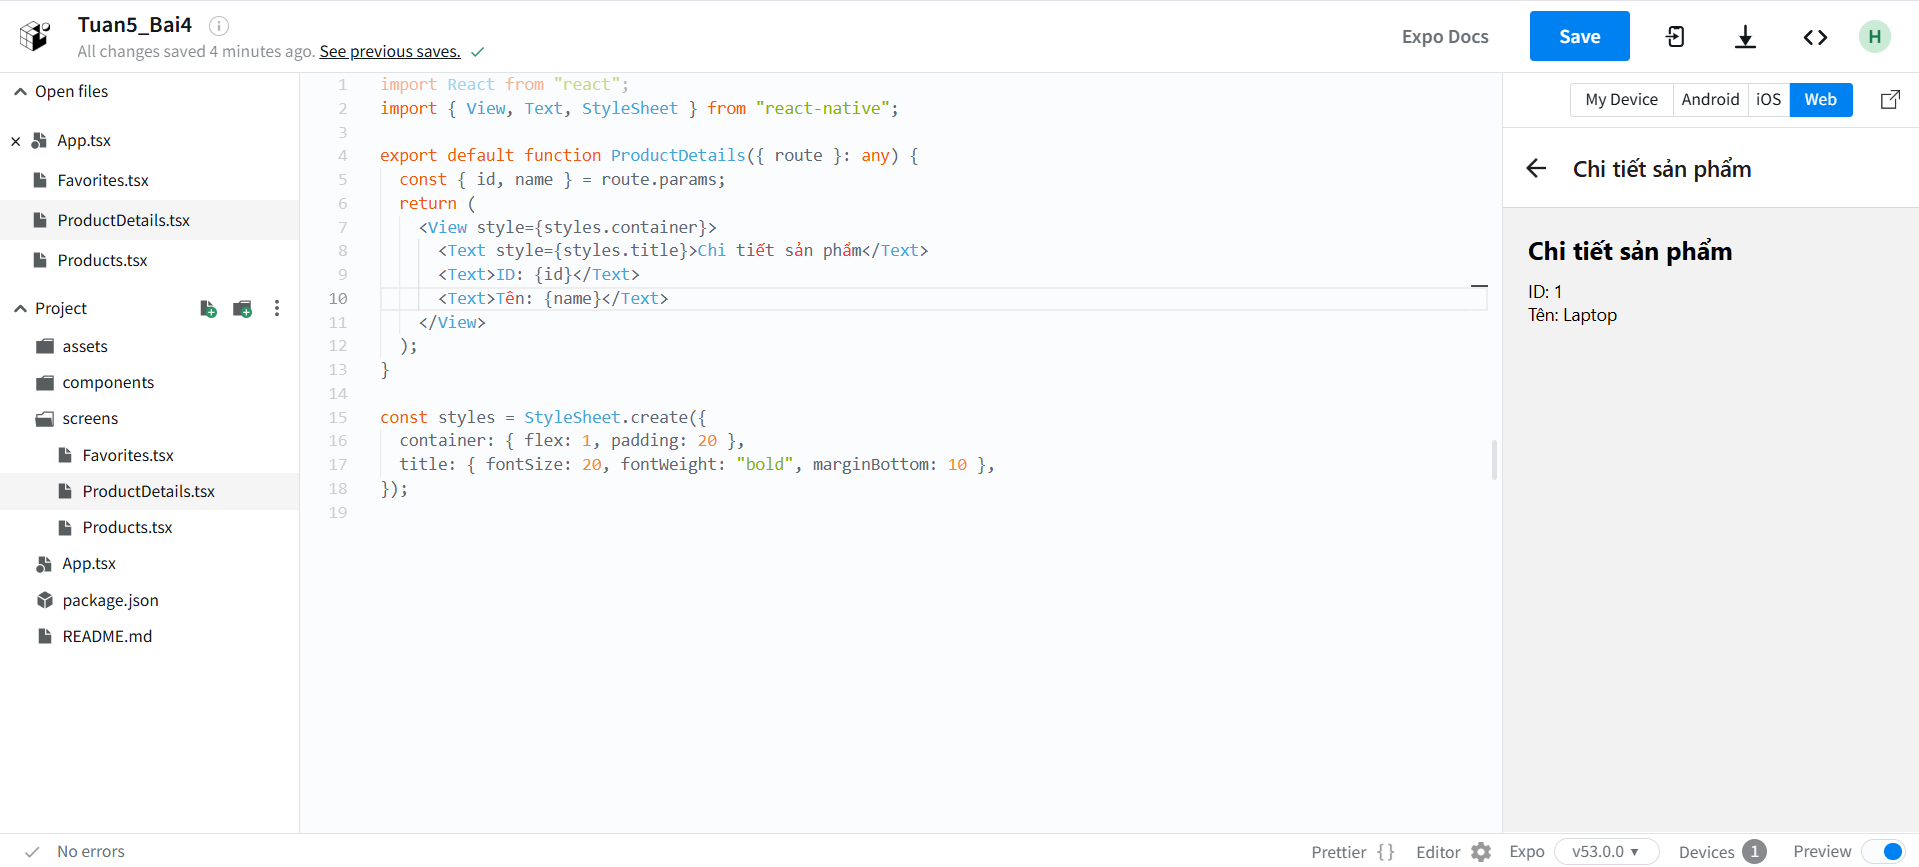 Tuan5_Bai4
All changes saved 4 minutes ago. See previous saves.
Expo Docs
Save
H
Open files
App.tsx
Favorites.tsx
ProductDetails.tsx
Products.tsx
Project
assets
components
screens
Favorites.tsx
ProductDetails.tsx
Products.tsx
App.tsx
package.json
README.md
1 import React from "react";
2 import { View, Text, StyleSheet } from "react-native";
3
4 export default function ProductDetails({ route }: any) {
5   const { id, name } = route.params;
6   return (
7     <View style={styles.container}>
8       <Text style={styles.title}>Chi tiết sản phẩm</Text>
9       <Text>ID: {id}</Text>
10       <Text>Tên: {name}</Text>
11     </View>
12   );
13 }
14
15 const styles = StyleSheet.create({
16   container: { flex: 1, padding: 20 },
17   title: { fontSize: 20, fontWeight: "bold", marginBottom: 10 },
18 });
19
My Device Android iOS Web
Chi tiết sản phẩm
Chi tiết sản phẩm
ID: 1
Tên: Laptop
No errors
Prettier {} Editor Expo v53.0.0 Devices 1 Preview